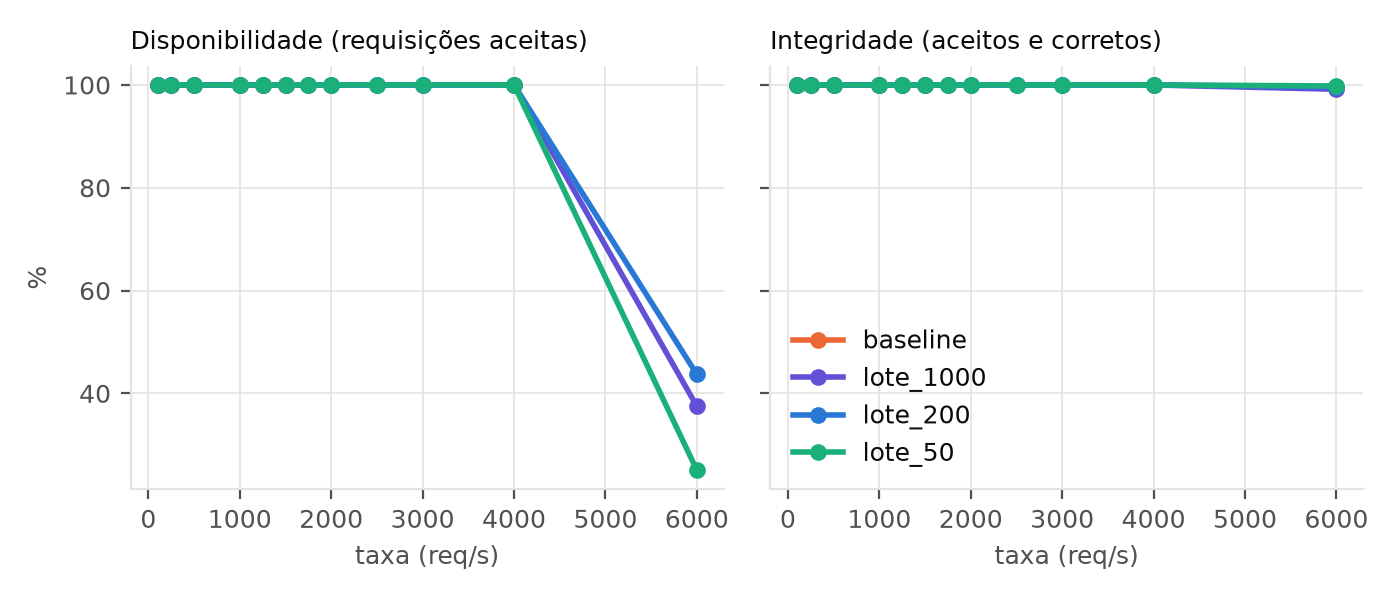 Disponibilidade (requisições aceitas)
100
80
60
40
%
0 1000 2000 3000 4000 5000 6000
taxa (req/s)
Integridade (aceitos e corretos)
baseline
lote_1000
lote_200
lote_50
0 1000 2000 3000 4000 5000 6000
taxa (req/s)